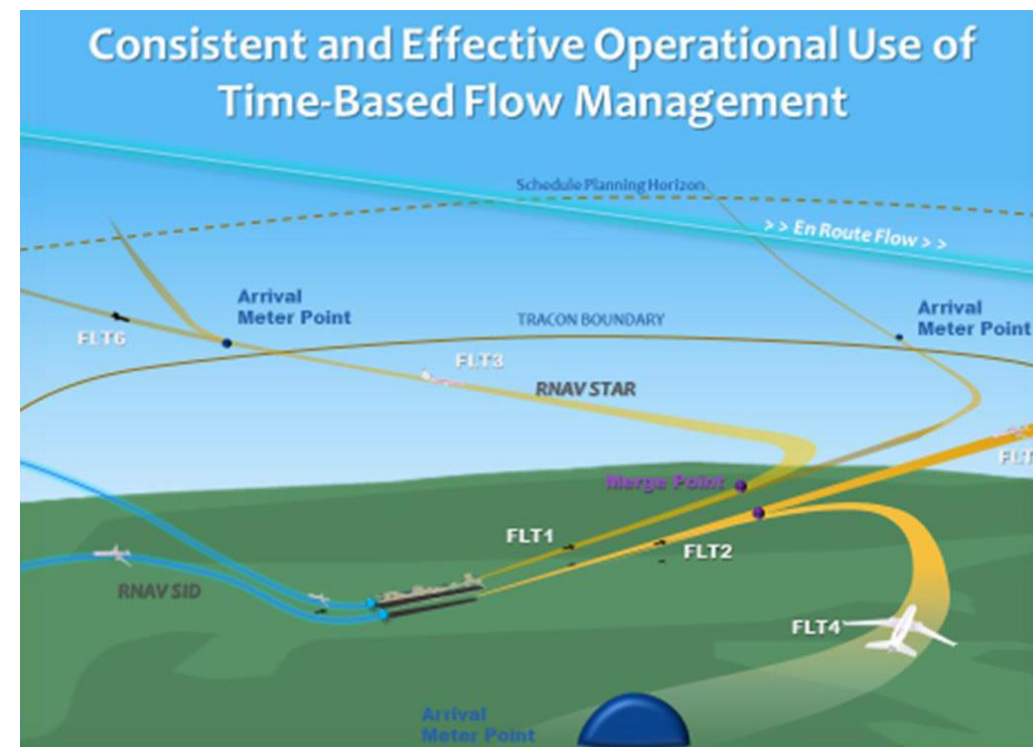 Consistent and Effective Operational Use of
Time-Based Flow Management
Schedule Planning Horizon
> > En Route Flow > >
Arrival
Meter Point
Arrival
Meter Point
TRACON BOUNDARY
FLT6
FLT3
RNAV STAR
FLT
Merge Point
FLT1
FLT2
RNAV SID
FLT4
Arrival
Meter Point